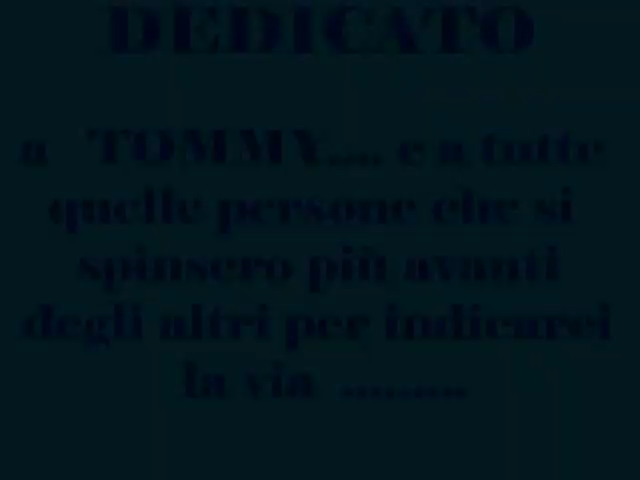 DEDICATO
a TOMMY.... e a tutte
quelle persone che si
spinsero più avanti
degli altri per indicarci
la via ..........